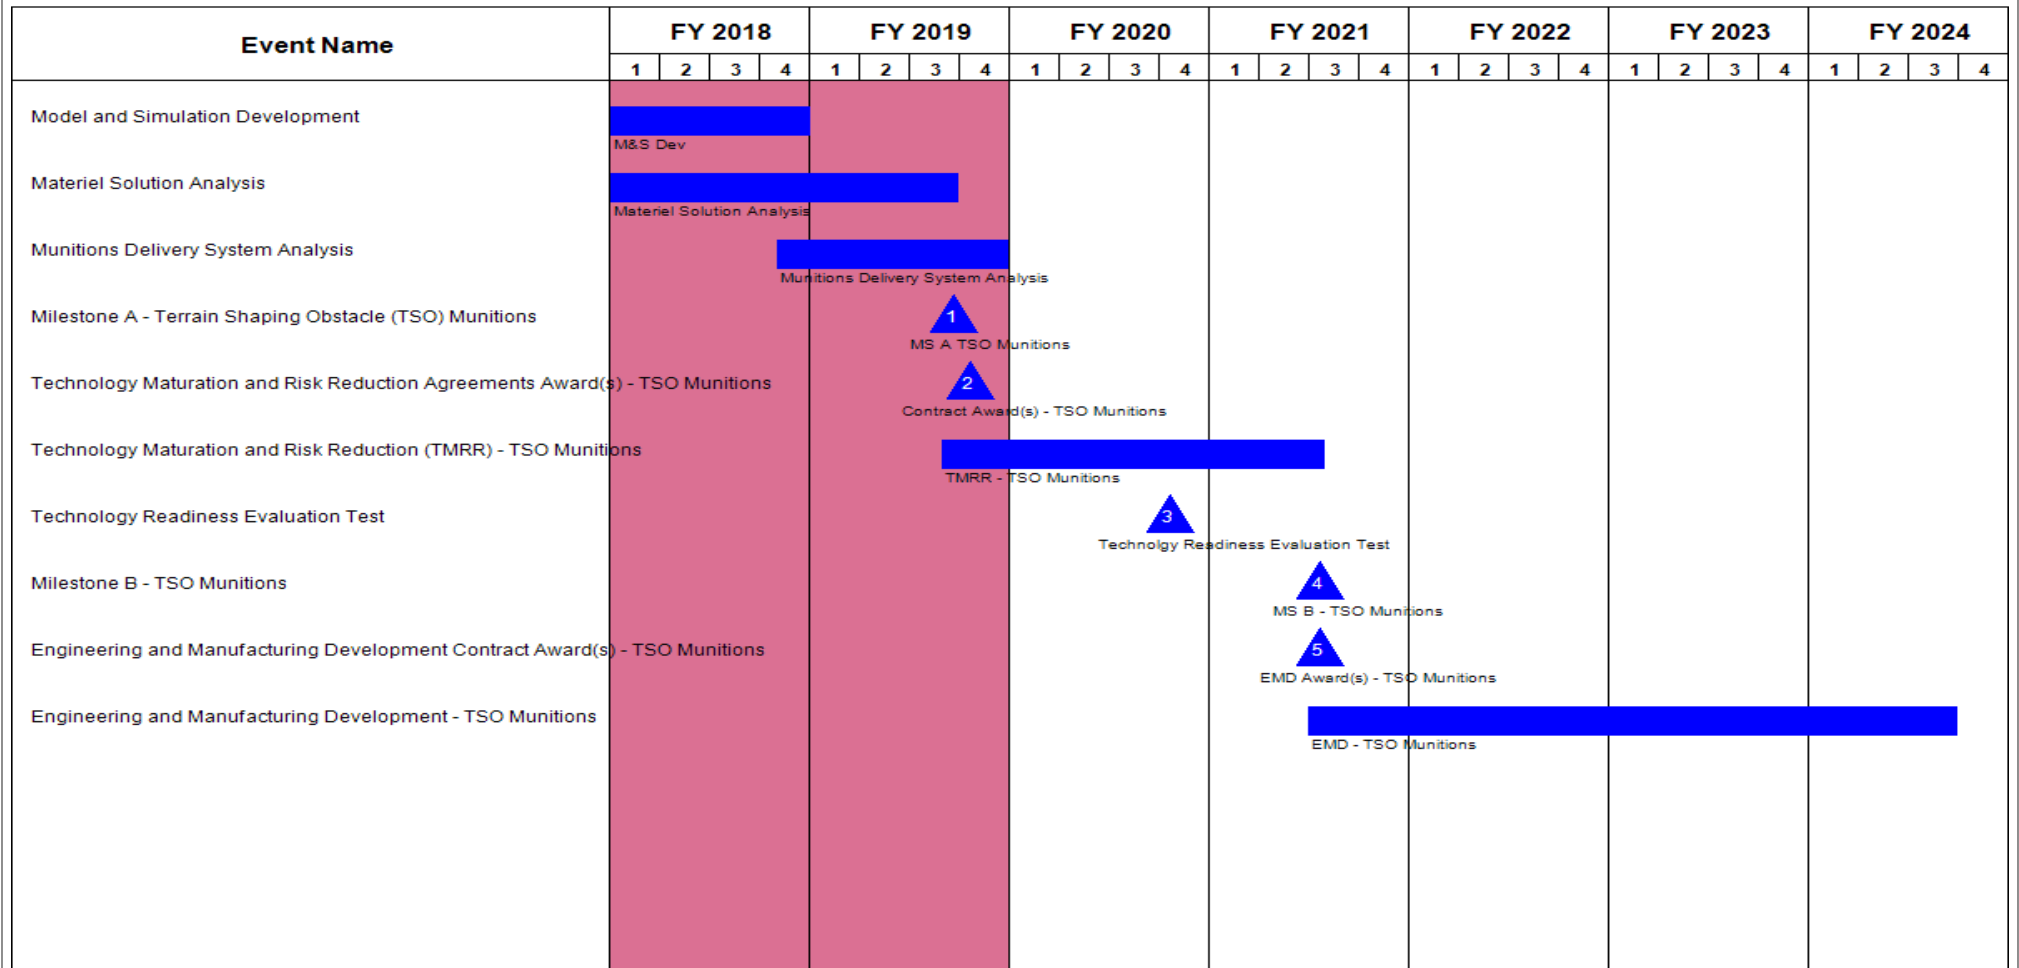 Event Name
FY 2018 FY 2019 FY 2020 FY 2021 FY 2022 FY 2023 FY 2024
1 2 3 4 1 2 3 4 1 2 3 4 1 2 3 4 1 2 3 4 1 2 3 4 1 2 3 4
Model and Simulation Development
M&S Dev
Materiel Solution Analysis
Materiel Solution Analysis
Munitions Delivery System Analysis
Munitions Delivery System Analysis
Milestone A - Terrain Shaping Obstacle (TSO) Munitions
1
MS A TSO Munitions
Technology Maturation and Risk Reduction Agreements Award(s) - TSO Munitions
2
Contract Award(s) - TSO Munitions
Technology Maturation and Risk Reduction (TMRR) - TSO Munitions
TMRR - TSO Munitions
Technology Readiness Evaluation Test
3
Technolgy Readiness Evaluation Test
Milestone B - TSO Munitions
4
MS B - TSO Munitions
Engineering and Manufacturing Development Contract Award(s) - TSO Munitions
5
EMD Award(s) - TSO Munitions
Engineering and Manufacturing Development - TSO Munitions
EMD - TSO Munitions